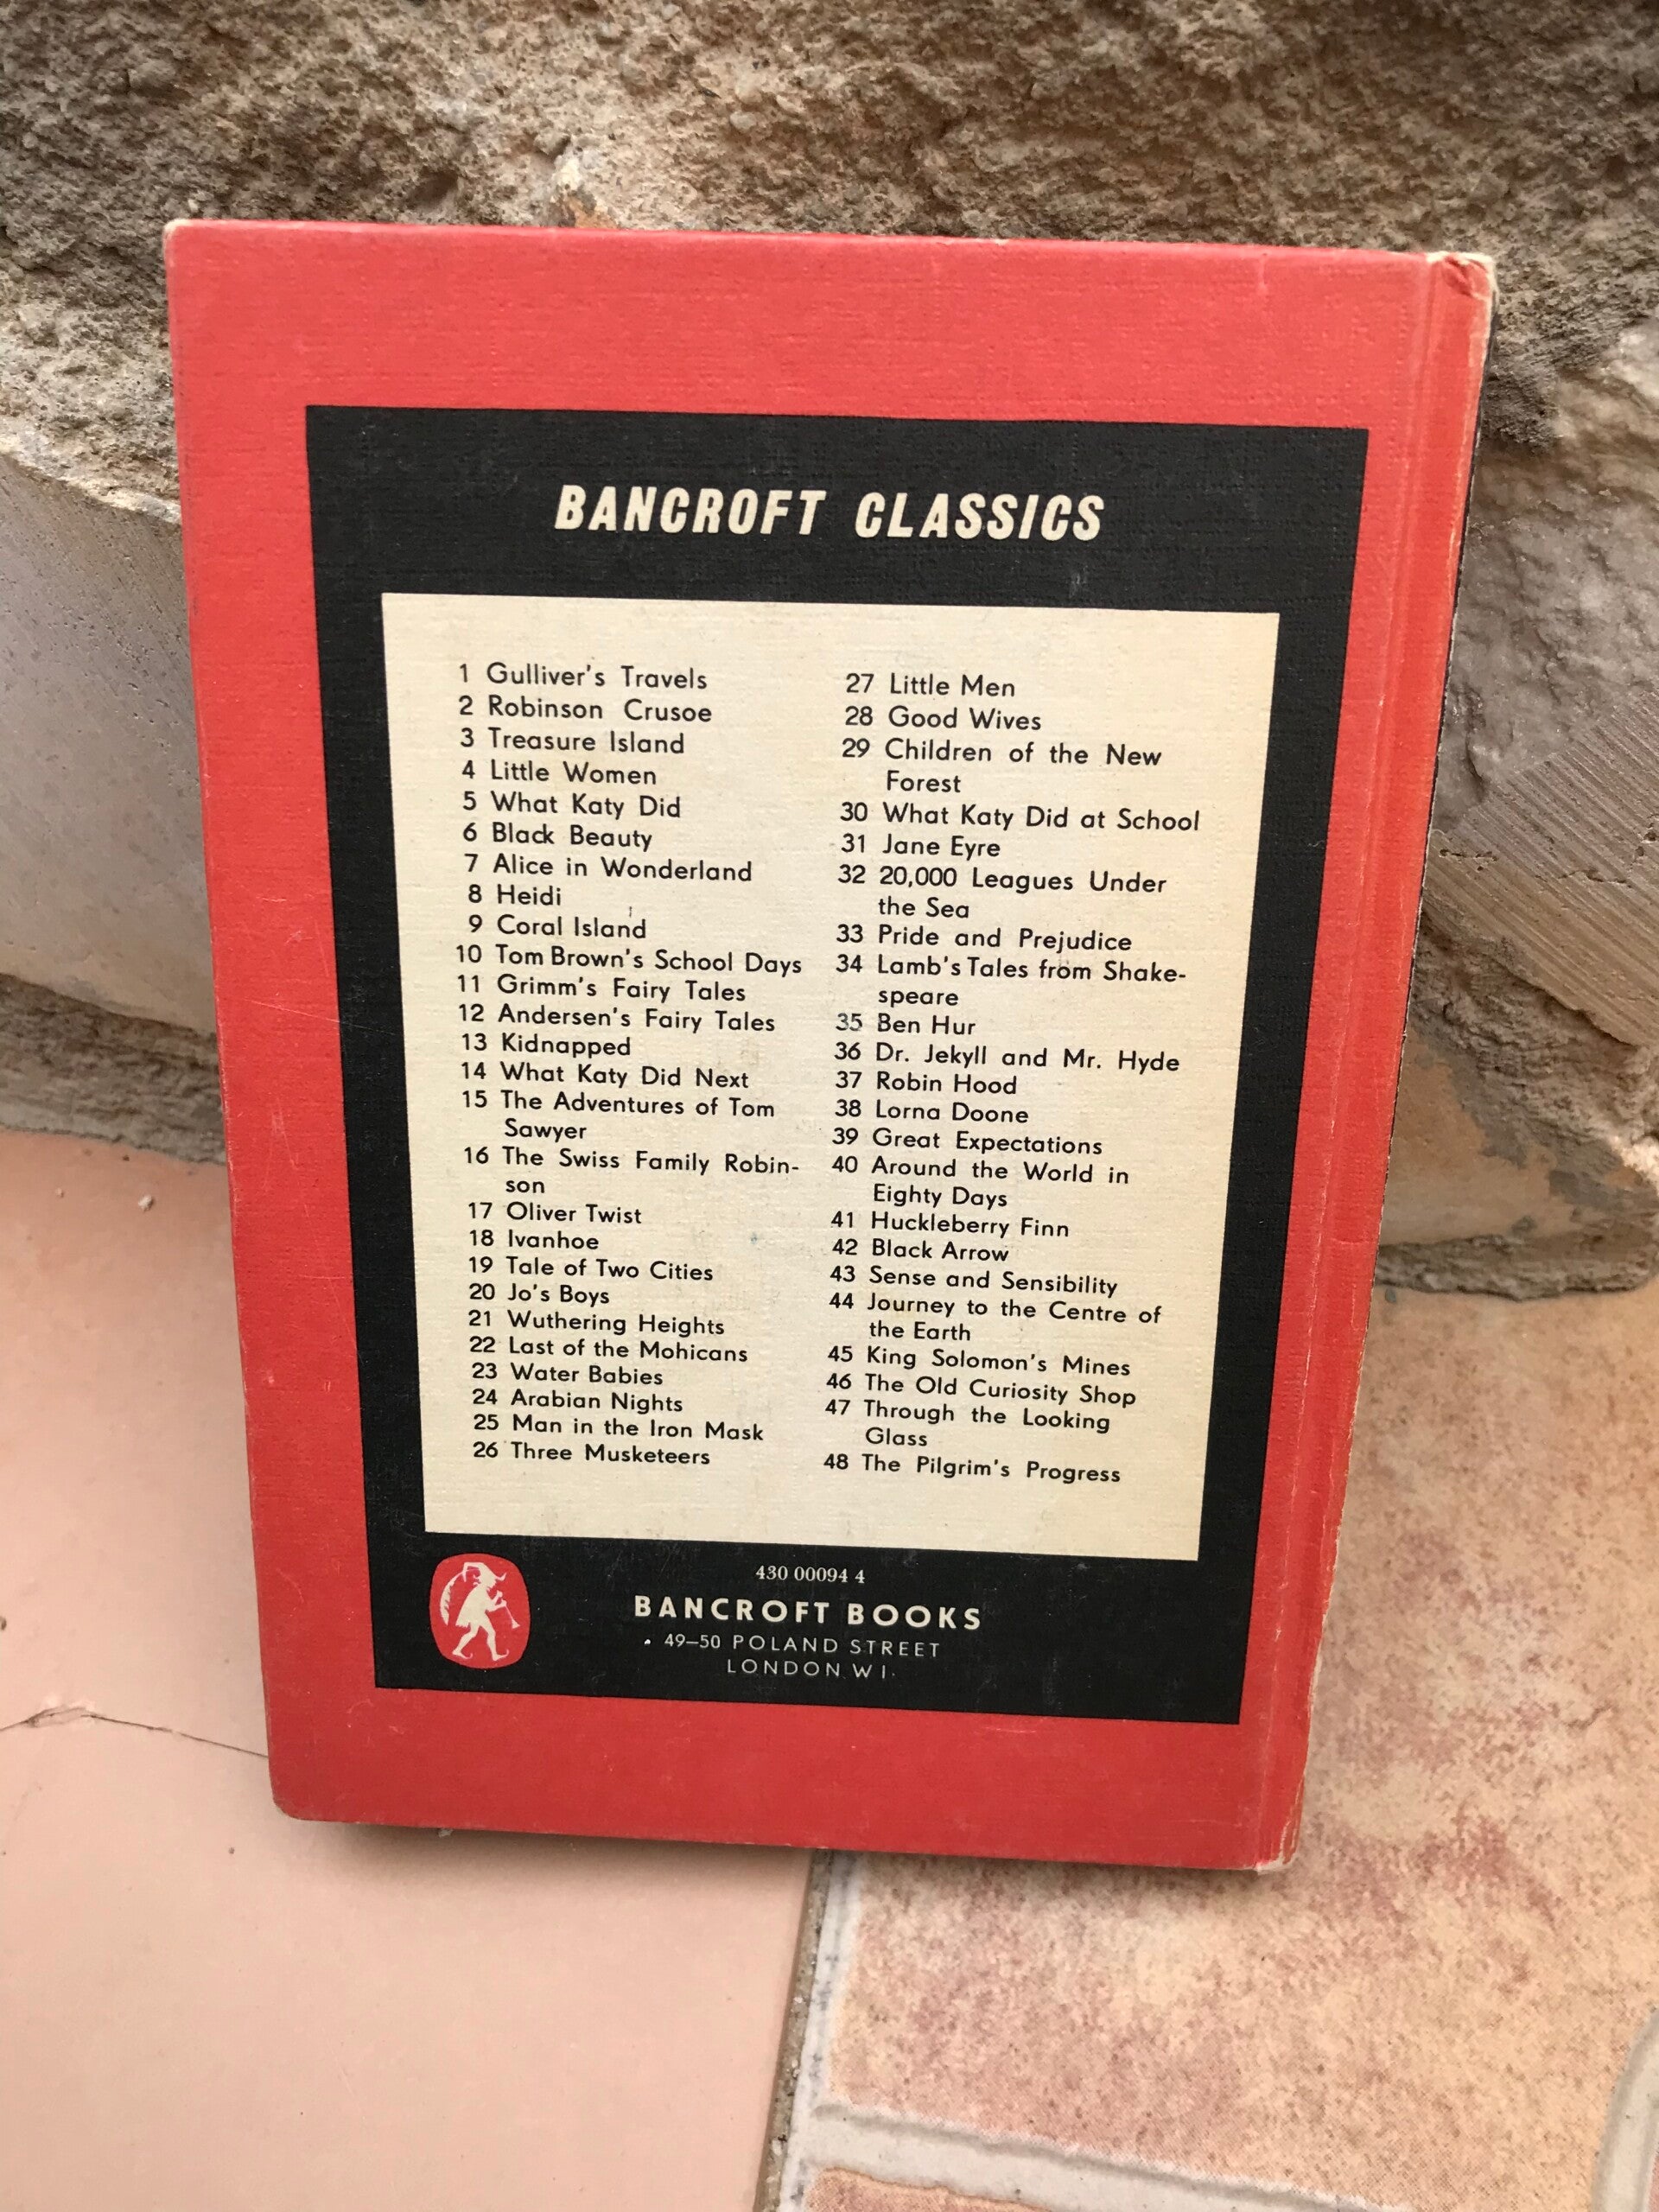 BANCROFT CLASSICS
1 Gulliver's Travels
2 Robinson Crusoe
3 Treasure Island
4 Little Women
5 What Katy Did
6 Black Beauty
7 Alice in Wonderland
8 Heidi
9 Coral Island
10 Tom Brown's School Days
11 Grimm's Fairy Tales
12 Andersen's Fairy Tales
13 Kidnapped
14 What Katy Did Next
15 The Adventures of Tom
Sawyer
16 The Swiss Family Robin-
son
17 Oliver Twist
18 Ivanhoe
19 Tale of Two Cities
20 Jo's Boys
21 Wuthering Heights
22 Last of the Mohicans
23 Water Babies
24 Arabian Nights
25 Man in the Iron Mask
26 Three Musketeers
27 Little Men
28 Good Wives
29 Children of the New
Forest
30 What Katy Did at School
31 Jane Eyre
32 20,000 Leagues Under
the Sea
33 Pride and Prejudice
34 Lamb's Tales from Shake-
speare
35 Ben Hur
36 Dr. Jekyll and Mr. Hyde
37 Robin Hood
38 Lorna Doone
39 Great Expectations
40 Around the World in
Eighty Days
41 Huckleberry Finn
42 Black Arrow
43 Sense and Sensibility
44 Journey to the Centre of
the Earth
45 King Solomon's Mines
46 The Old Curiosity Shop
47 Through the Looking
Glass
48 The Pilgrim's Progress
430 00094 4
BANCROFT BOOKS
49–50 POLAND STREET
LONDON. W 1.